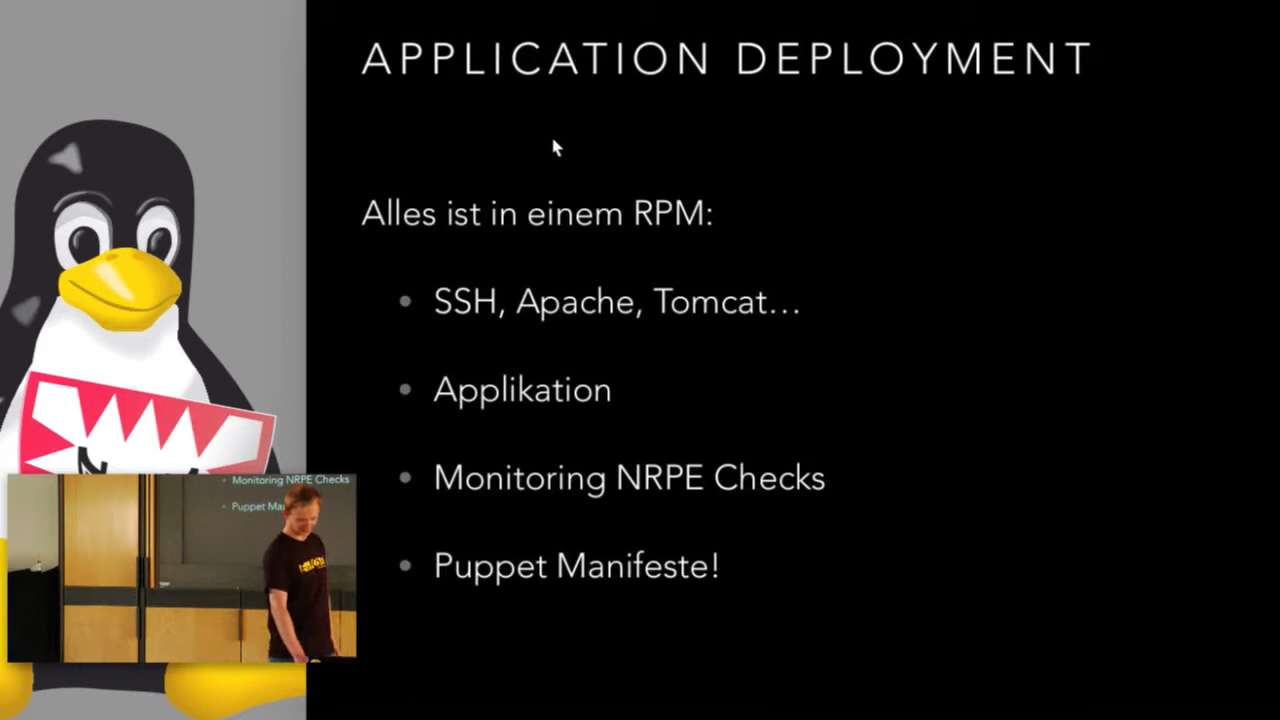 APPLICATION DEPLOYMENT
Alles ist in einem RPM:
SSH, Apache, Tomcat…
Applikation
Monitoring NRPE Checks
Puppet Manifeste!
Monitoring NRPE Checks
Puppet